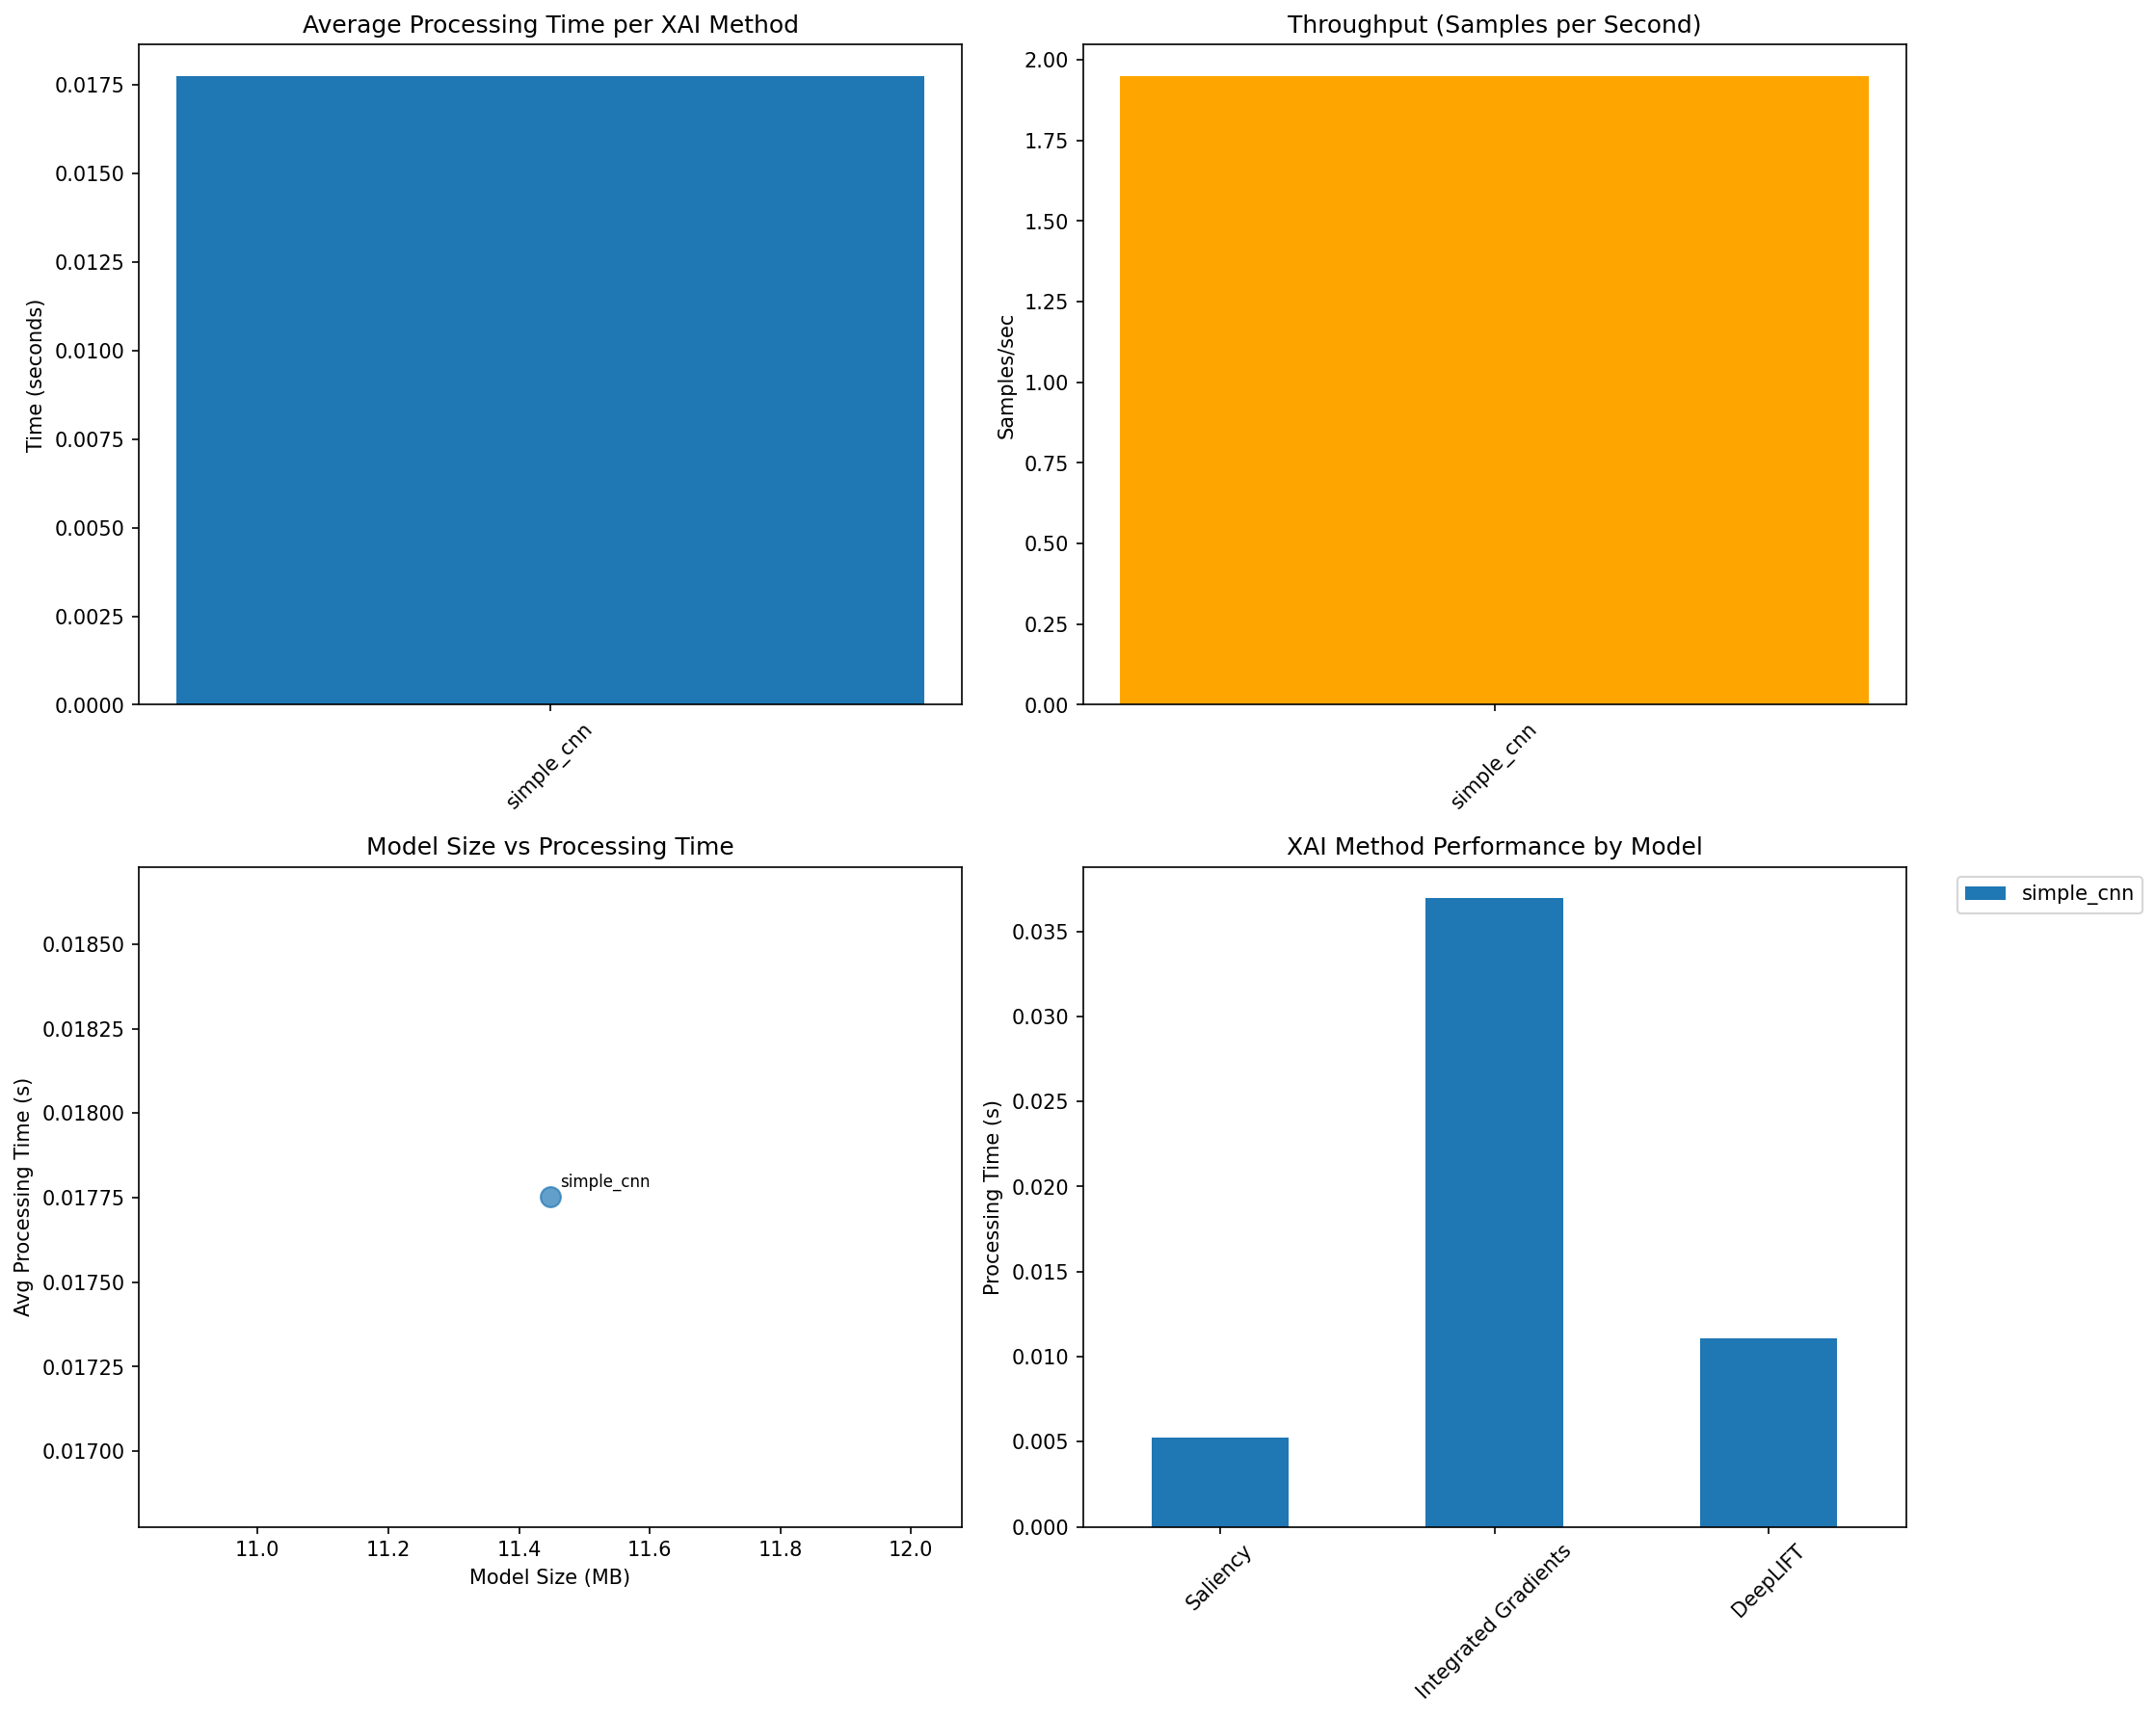 Average Processing Time per XAI Method
Time (seconds)
0.0175
0.0150
0.0125
0.0100
0.0075
0.0050
0.0025
0.0000
simple_cnn
Throughput (Samples per Second)
Samples/sec
2.00
1.75
1.50
1.25
1.00
0.75
0.50
0.25
0.00
simple_cnn
Model Size vs Processing Time
Avg Processing Time (s)
0.01850
0.01825
0.01800
0.01775
0.01750
0.01725
0.01700
simple_cnn
11.0 11.2 11.4 11.6 11.8 12.0
Model Size (MB)
XAI Method Performance by Model
Processing Time (s)
0.035
0.030
0.025
0.020
0.015
0.010
0.005
0.000
Saliency
Integrated Gradients
DeepLIFT
simple_cnn